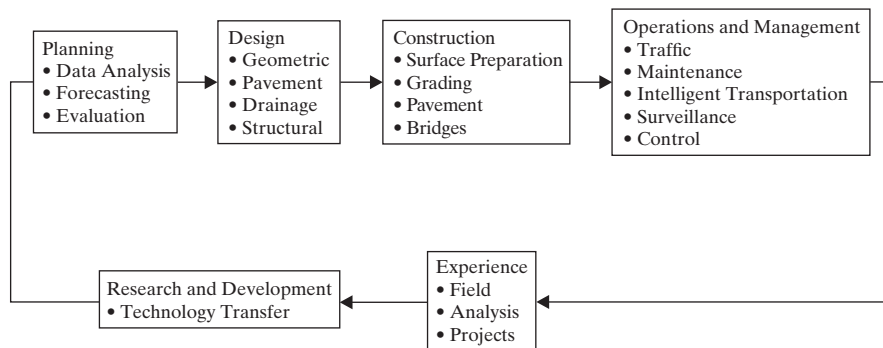 Planning
• Data Analysis
• Forecasting
• Evaluation
Design
• Geometric
• Pavement
• Drainage
• Structural
Construction
• Surface Preparation
• Grading
• Pavement
• Bridges
Operations and Management
• Traffic
• Maintenance
• Intelligent Transportation
• Surveillance
• Control
Research and Development
• Technology Transfer
Experience
• Field
• Analysis
• Projects